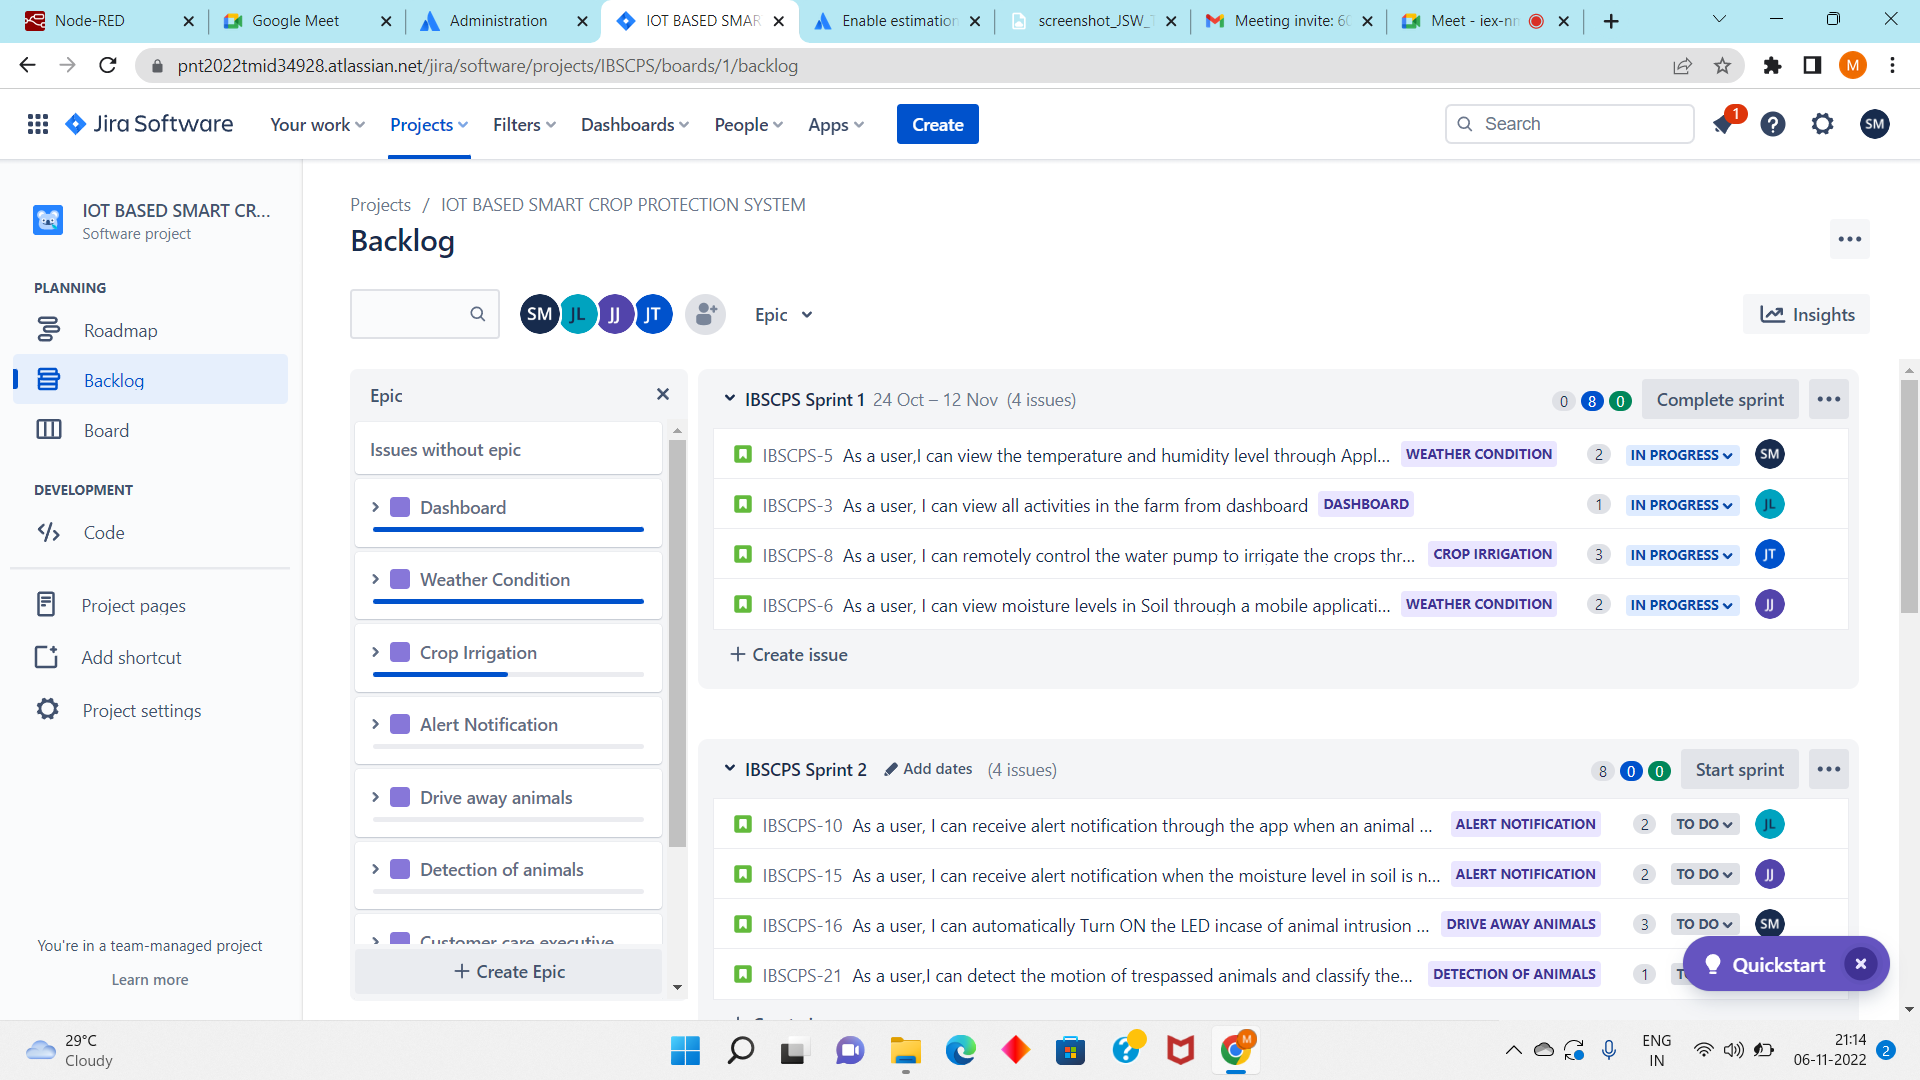 Node-RED
Google Meet
Administration
IOT BASED SMAR
Enable estimation
screenshot_JSW_
Meeting invite: 6
Meet - iex-nn
pnt2022tmid34928.atlassian.net/jira/software/projects/IBSCPS/boards/1/backlog
M
Jira Software
Your work
Projects
Filters
Dashboards
People
Apps
Create
Search
1
SM
IOT BASED SMART CR...
Software project
PLANNING
Roadmap
Backlog
Board
DEVELOPMENT
Code
Project pages
Add shortcut
Project settings
You're in a team-managed project
Learn more
Projects / IOT BASED SMART CROP PROTECTION SYSTEM
Backlog
SM JL JJ JT
Epic
Insights
Epic
Issues without epic
Dashboard
Weather Condition
Crop Irrigation
Alert Notification
Drive away animals
Detection of animals
Customer care executive
+ Create Epic
IBSCPS Sprint 1 24 Oct – 12 Nov (4 issues) 0 8 0 Complete sprint
IBSCPS-5 As a user,I can view the temperature and humidity level through Appl... WEATHER CONDITION 2 IN PROGRESS SM
IBSCPS-3 As a user, I can view all activities in the farm from dashboard DASHBOARD 1 IN PROGRESS JL
IBSCPS-8 As a user, I can remotely control the water pump to irrigate the crops thr... CROP IRRIGATION 3 IN PROGRESS JT
IBSCPS-6 As a user, I can view moisture levels in Soil through a mobile applicati... WEATHER CONDITION 2 IN PROGRESS JJ
+ Create issue
IBSCPS Sprint 2 Add dates (4 issues) 8 0 0 Start sprint
IBSCPS-10 As a user, I can receive alert notification through the app when an animal ... ALERT NOTIFICATION 2 TO DO JL
IBSCPS-15 As a user, I can receive alert notification when the moisture level in soil is n... ALERT NOTIFICATION 2 TO DO JJ
IBSCPS-16 As a user, I can automatically Turn ON the LED incase of animal intrusion ... DRIVE AWAY ANIMALS 3 TO DO SM
IBSCPS-21 As a user,I can detect the motion of trespassed animals and classify the... DETECTION OF ANIMALS 1
Quickstart
29°C
Cloudy
M
ENG
IN
21:14
06-11-2022
2